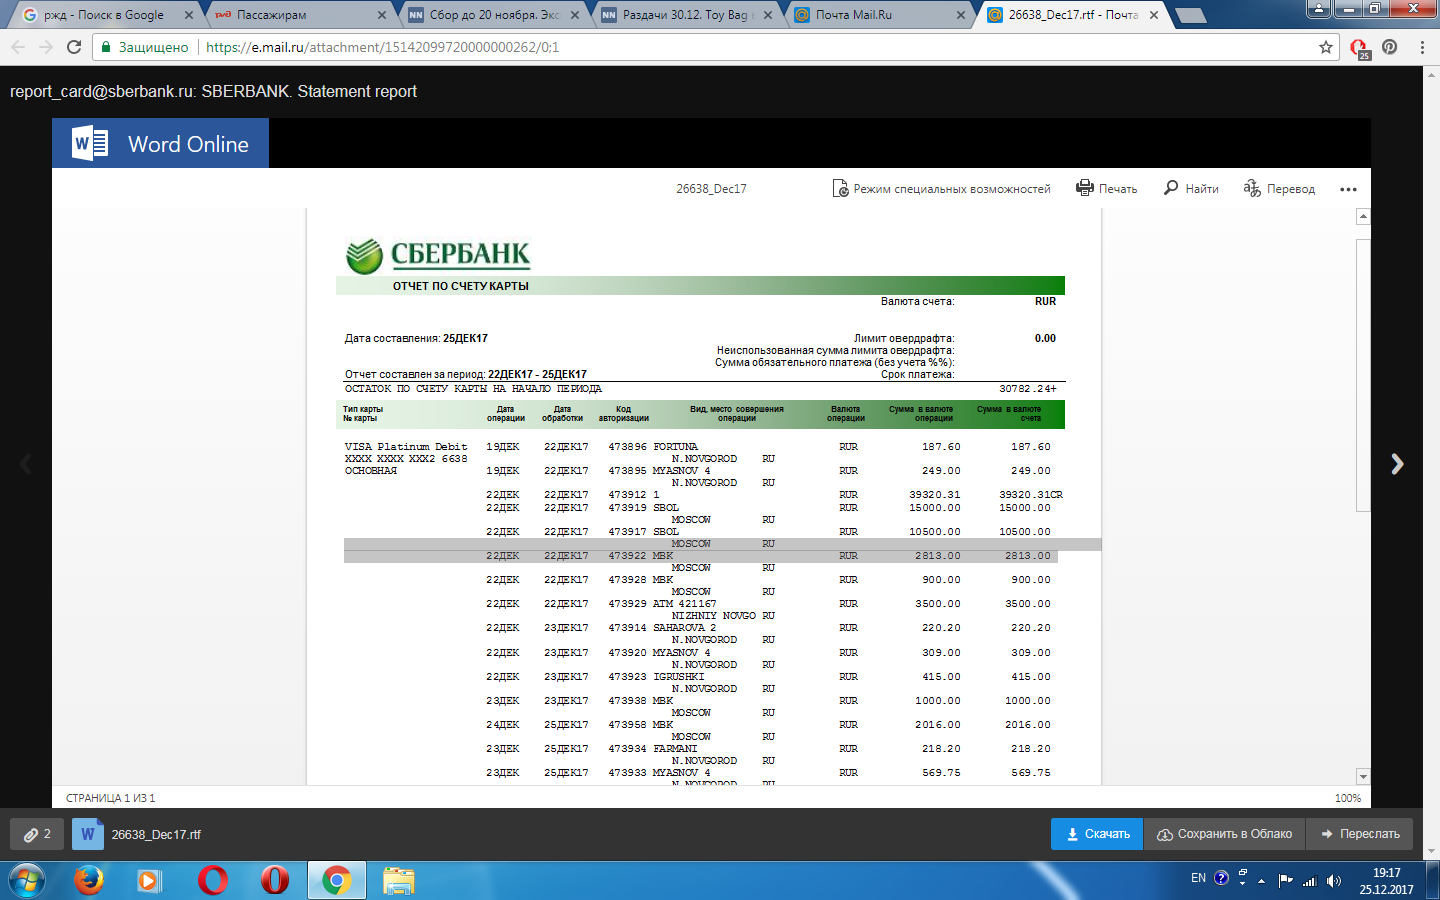 ржд - Поиск в Google
Пассажирам
Сбор до 20 ноября. Экс
Раздачи 30.12. Toy Bag
Почта Mail.Ru
26638_Dec17.rtf - Почта
Защищено
https://e.mail.ru/attachment/15142099720000000262/0;1
25
report_card@sberbank.ru: SBERBANK. Statement report
Word Online
26638_Dec17
Режим специальных возможностей
Печать
Найти
Перевод
СБЕРБАНК
ОТЧЕТ ПО СЧЕТУ КАРТЫ
Валюта счета: RUR
Дата составления: 25ДЕК17 Лимит овердрафта: 0.00
Неиспользованная сумма лимита овердрафта:
Сумма обязательного платежа (без учета %%):
Отчет составлен за период: 22ДЕК17 - 25ДЕК17 Срок платежа:
ОСТАТОК ПО СЧЕТУ КАРТЫ НА НАЧАЛО ПЕРИОДА 30782.24+
Тип карты Дата Дата Код Вид, место совершения Валюта Сумма в валюте Сумма в валюте
№ карты операции обработки авторизации операции операции операции счета
VISA Platinum Debit 19ДЕК 22ДЕК17 473896 FORTUNA RUR 187.60 187.60
XXXX XXXX XXX2 6638 N.NOVGOROD RU
ОСНОВНАЯ 19ДЕК 22ДЕК17 473895 MYASNOV 4 RUR 249.00 249.00
N.NOVGOROD RU
22ДЕК 22ДЕК17 473912 1 RUR 39320.31 39320.31CR
22ДЕК 22ДЕК17 473919 SBOL RUR 15000.00 15000.00
MOSCOW RU
22ДЕК 22ДЕК17 473917 SBOL RUR 10500.00 10500.00
MOSCOW RU
22ДЕК 22ДЕК17 473922 MBK RUR 2813.00 2813.00
MOSCOW RU
22ДЕК 22ДЕК17 473928 MBK RUR 900.00 900.00
MOSCOW RU
22ДЕК 22ДЕК17 473929 ATM 421167 RUR 3500.00 3500.00
NIZHNIY NOVGO RU
22ДЕК 23ДЕК17 473914 SAHAROVA 2 RUR 220.20 220.20
N.NOVGOROD RU
22ДЕК 23ДЕК17 473920 MYASNOV 4 RUR 309.00 309.00
N.NOVGOROD RU
22ДЕК 23ДЕК17 473923 IGRUSHKI RUR 415.00 415.00
N.NOVGOROD RU
23ДЕК 23ДЕК17 473938 MBK RUR 1000.00 1000.00
MOSCOW RU
24ДЕК 25ДЕК17 473958 MBK RUR 2016.00 2016.00
MOSCOW RU
23ДЕК 25ДЕК17 473934 FARMANI RUR 218.20 218.20
N.NOVGOROD RU
23ДЕК 25ДЕК17 473933 MYASNOV 4 RUR 569.75 569.75
N.NOVGOROD RU
СТРАНИЦА 1 ИЗ 1
100%
2
26638_Dec17.rtf
Скачать
Сохранить в Облако
Переслать
EN
19:17
25.12.2017